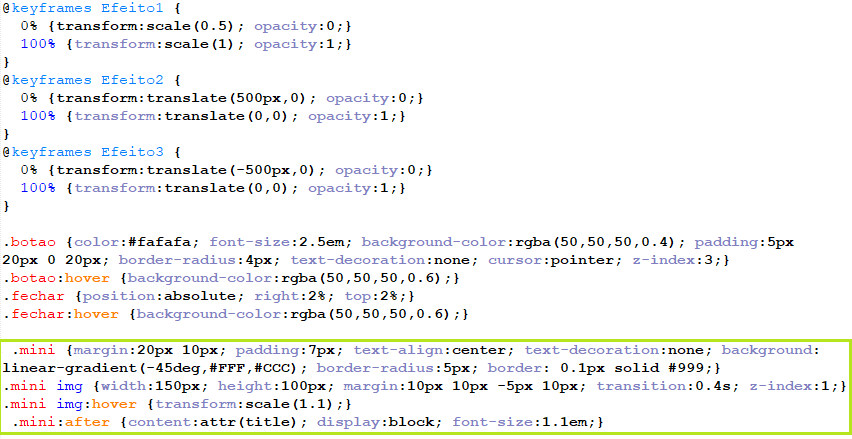 @keyframes Efeito1 {
  0% {transform:scale(0.5); opacity:0;}
  100% {transform:scale(1); opacity:1;}
}
@keyframes Efeito2 {
  0% {transform:translate(500px,0); opacity:0;}
  100% {transform:translate(0,0); opacity:1;}
}
@keyframes Efeito3 {
  0% {transform:translate(-500px,0); opacity:0;}
  100% {transform:translate(0,0); opacity:1;}
}
.botao {color:#fafafa; font-size:2.5em; background-color:rgba(50,50,50,0.4); padding:5px
20px 0 20px; border-radius:4px; text-decoration:none; cursor:pointer; z-index:3;}
.botao:hover {background-color:rgba(50,50,50,0.6);}
.fechar {position:absolute; right:2%; top:2%;}
.fechar:hover {background-color:rgba(50,50,50,0.6);}
.mini {margin:20px 10px; padding:7px; text-align:center; text-decoration:none; background:
linear-gradient(-45deg,#FFF,#CCC); border-radius:5px; border: 0.1px solid #999;}
.mini img {width:150px; height:100px; margin:10px 10px -5px 10px; transition:0.4s; z-index:1;}
.mini img:hover {transform:scale(1.1);}
.mini:after {content:attr(title); display:block; font-size:1.1em;}